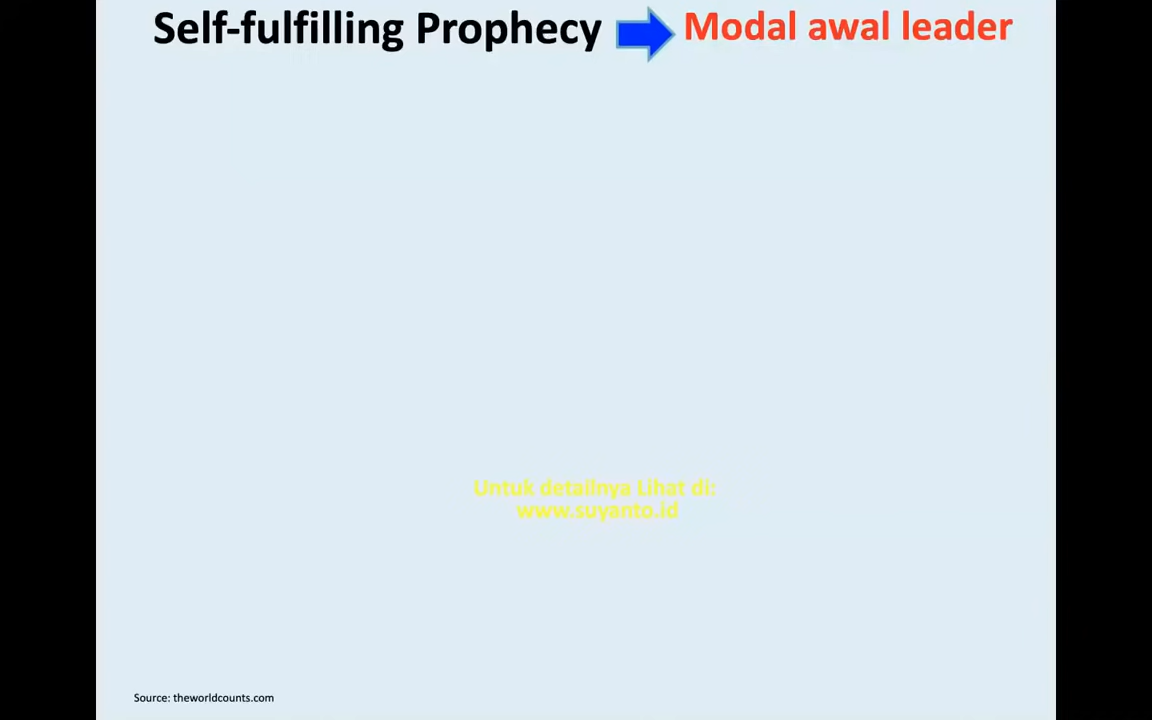 Self-fulfilling Prophecy Modal awal leader
Untuk detailnya Lihat di:
www.suyanto.id
Source: theworldcounts.com